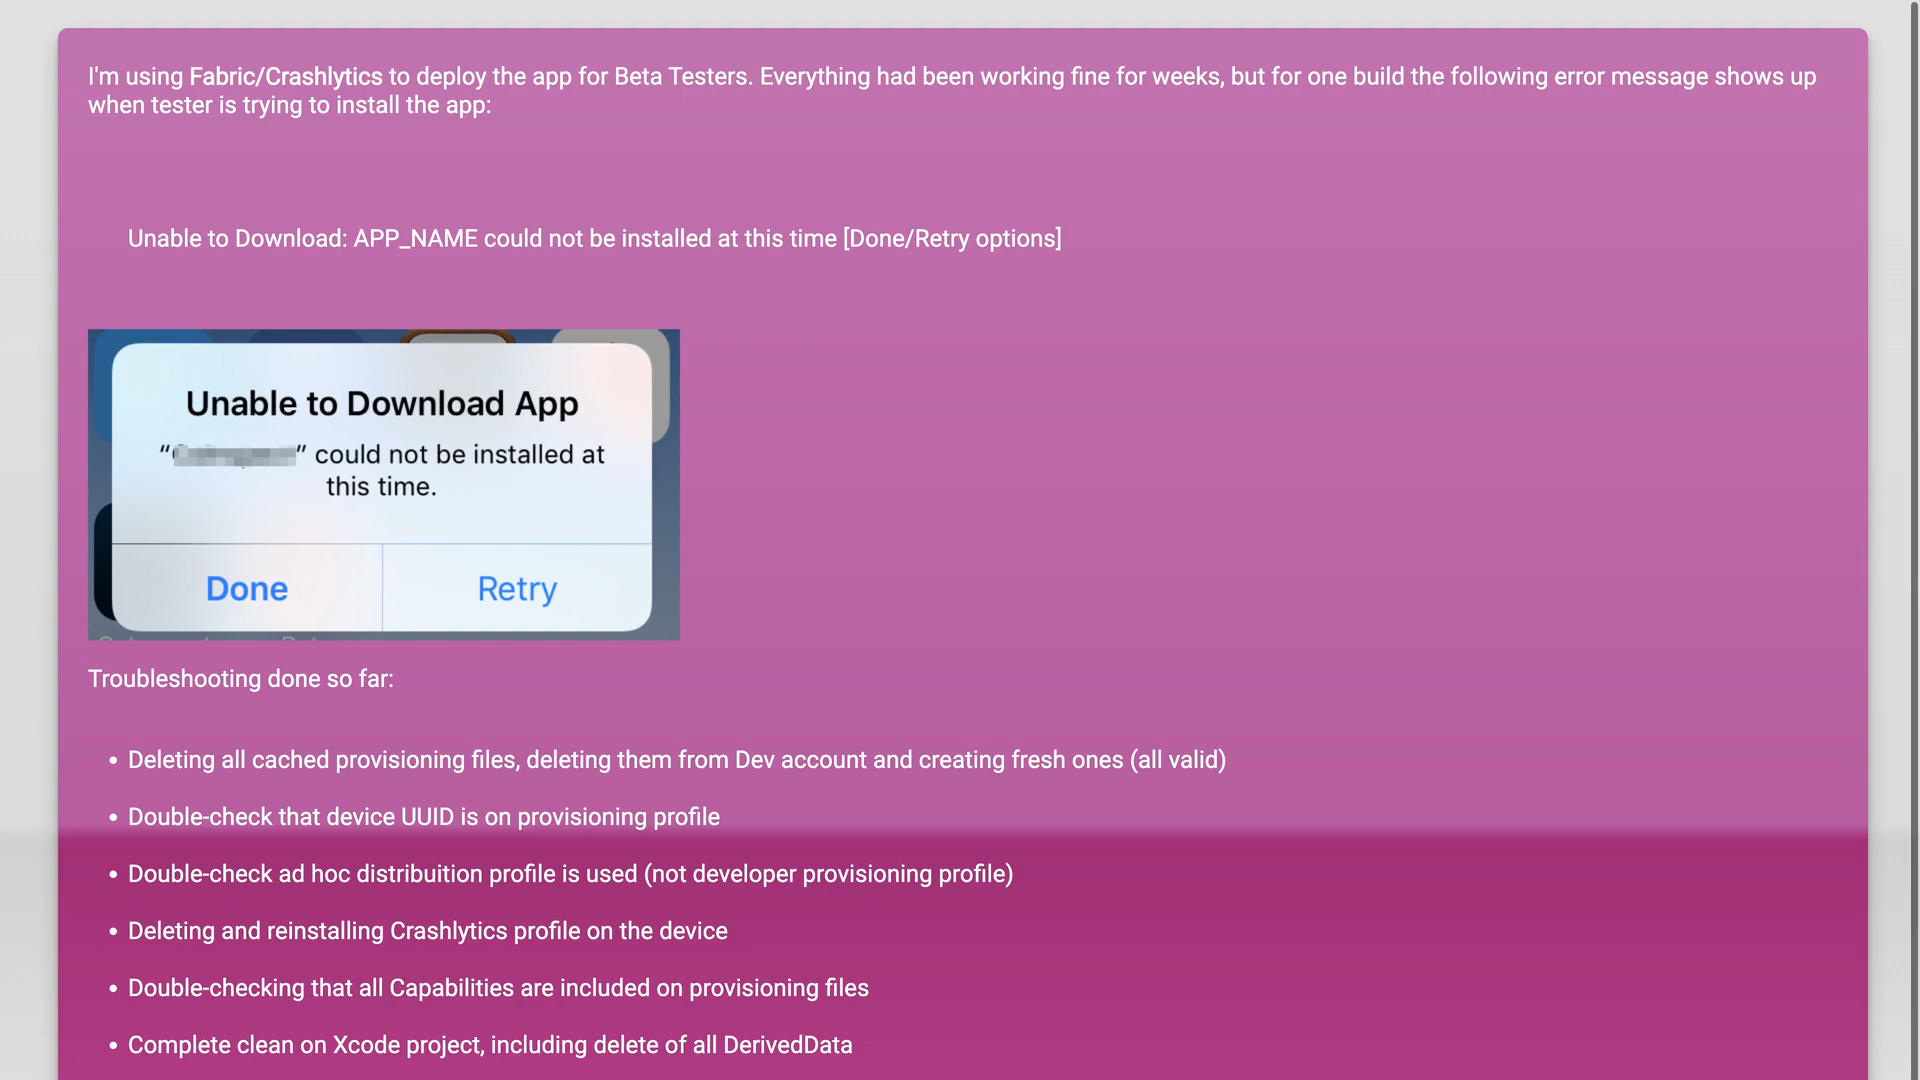 I'm using Fabric/Crashlytics to deploy the app for Beta Testers. Everything had been working fine for weeks, but for one build the following error message shows up
when tester is trying to install the app:
Unable to Download: APP_NAME could not be installed at this time [Done/Retry options]
Unable to Download App
“ ” could not be installed at
this time.
Done Retry
Troubleshooting done so far:
• Deleting all cached provisioning files, deleting them from Dev account and creating fresh ones (all valid)
• Double-check that device UUID is on provisioning profile
• Double-check ad hoc distribuition profile is used (not developer provisioning profile)
• Deleting and reinstalling Crashlytics profile on the device
• Double-checking that all Capabilities are included on provisioning files
• Complete clean on Xcode project, including delete of all DerivedData